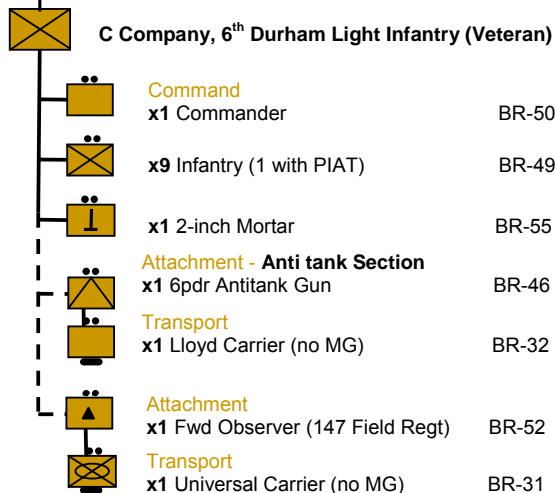 C Company, 6th Durham Light Infantry (Veteran)
Command
x1 Commander BR-50
x9 Infantry (1 with PIAT) BR-49
x1 2-inch Mortar BR-55
Attachment - Anti tank Section
x1 6pdr Antitank Gun BR-46
Transport
x1 Lloyd Carrier (no MG) BR-32
Attachment
x1 Fwd Observer (147 Field Regt) BR-52
Transport
x1 Universal Carrier (no MG) BR-31